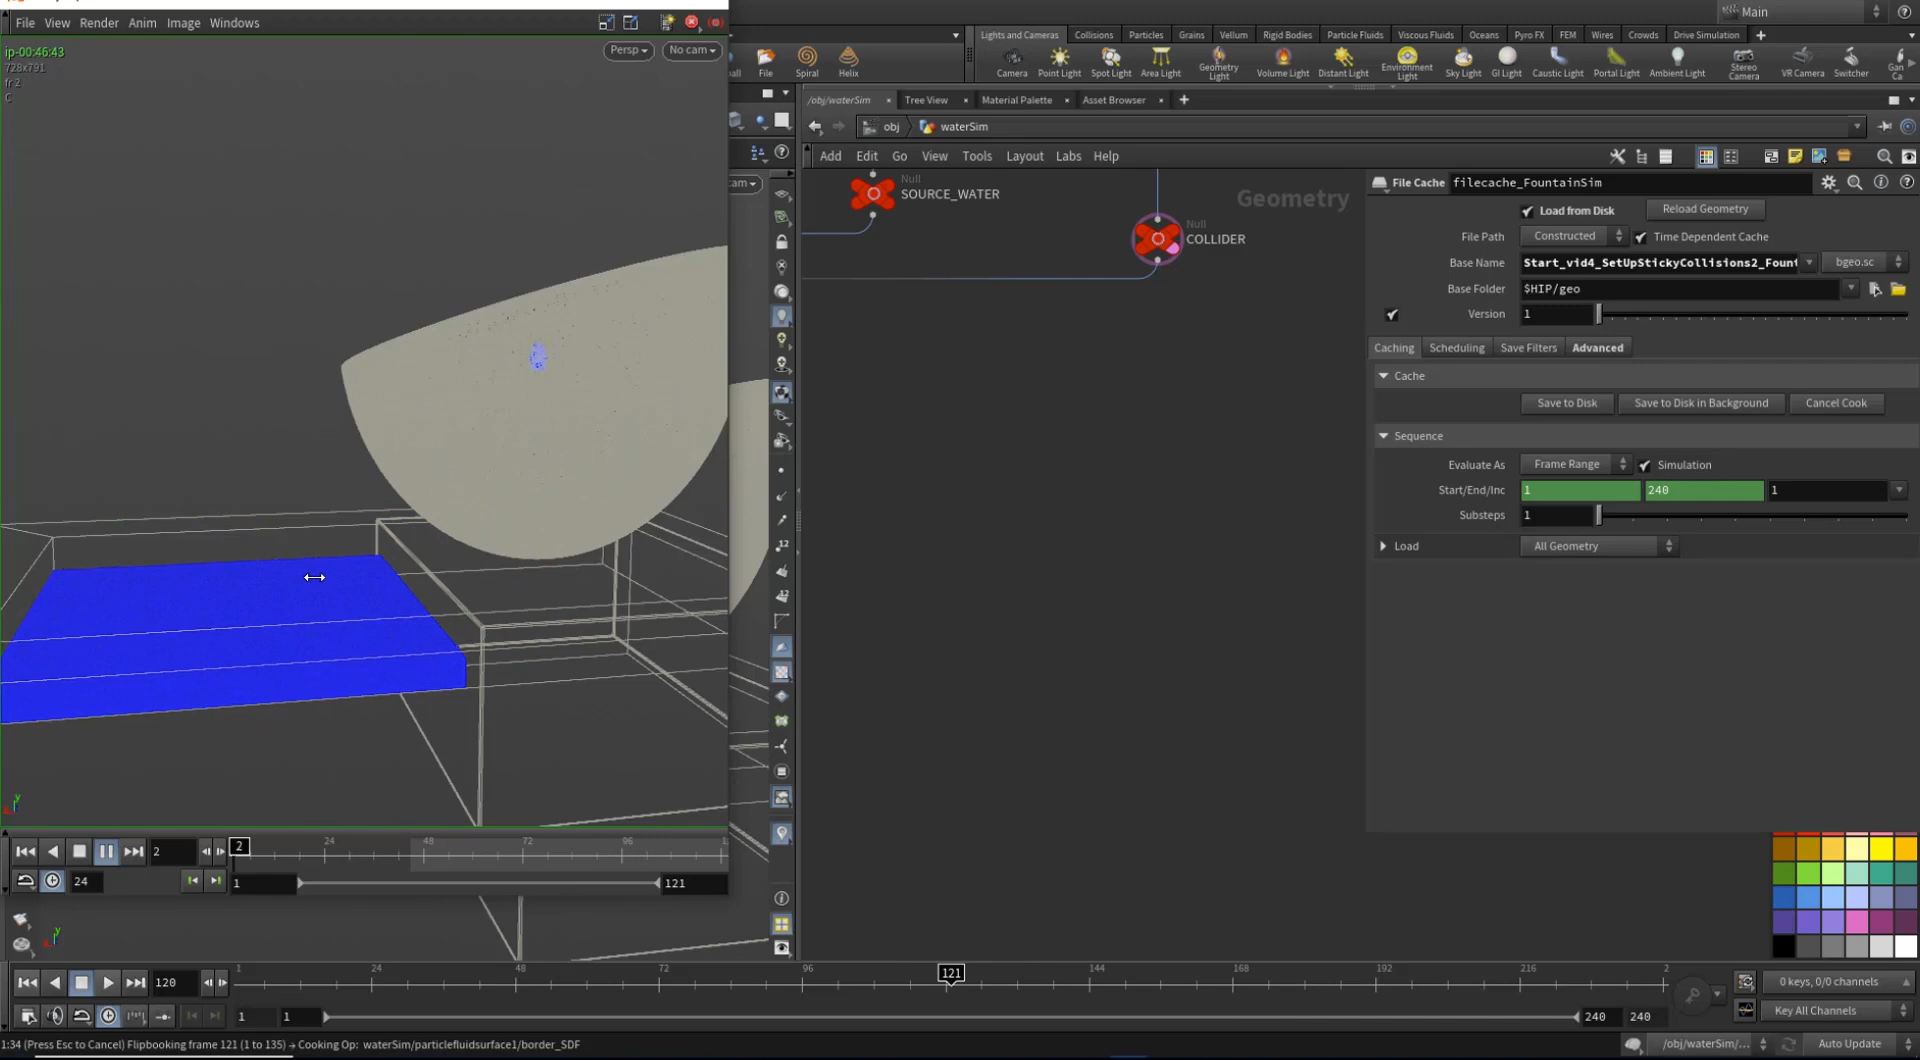 File View Render Anim Image Windows
Main
ip-00:46:43
728x791
fr 2
C
Persp
No cam
Lights and Cameras Collisions Particles Grains Vellum Rigid Bodies Particle Fluids Viscous Fluids Oceans Pyro FX FEM Wires Crowds Drive Simulation
File Spiral Helix
Camera Point Light Spot Light Area Light Geometry Light Volume Light Distant Light Environment Light Sky Light GI Light Caustic Light Portal Light Ambient Light Stereo Camera VR Camera Switcher
/obj/waterSim Tree View Material Palette Asset Browser
obj waterSim
Add Edit Go View Tools Layout Labs Help
Null
SOURCE_WATER
Null
COLLIDER
Geometry
File Cache filecache_FountainSim
Load from Disk Reload Geometry
File Path Constructed Time Dependent Cache
Base Name Start_vid4_SetUpStickyCollisions2_Fount bgeo.sc
Base Folder $HIP/geo
Version 1
Caching Scheduling Save Filters Advanced
Cache
Save to Disk Save to Disk in Background Cancel Cook
Sequence
Evaluate As Frame Range Simulation
Start/End/Inc 1 240 1
Substeps 1
Load All Geometry
12
12
y
2 2 24 48 72 96
24 1 121
y
120 1 24 48 72 96 121 144 168 192 216 2
0 keys, 0/0 channels
1 1 240 240
Key All Channels
1:34 (Press Esc to Cancel) Flipbooking frame 121 (1 to 135) → Cooking Op: waterSim/particlefluidsurface1/border_SDF
/obj/waterSim/... Auto Update